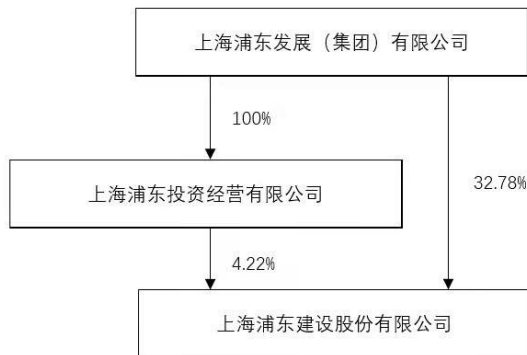 上海浦东发展（集团）有限公司
100%
上海浦东投资经营有限公司
32.78%
4.22%
上海浦东建设股份有限公司